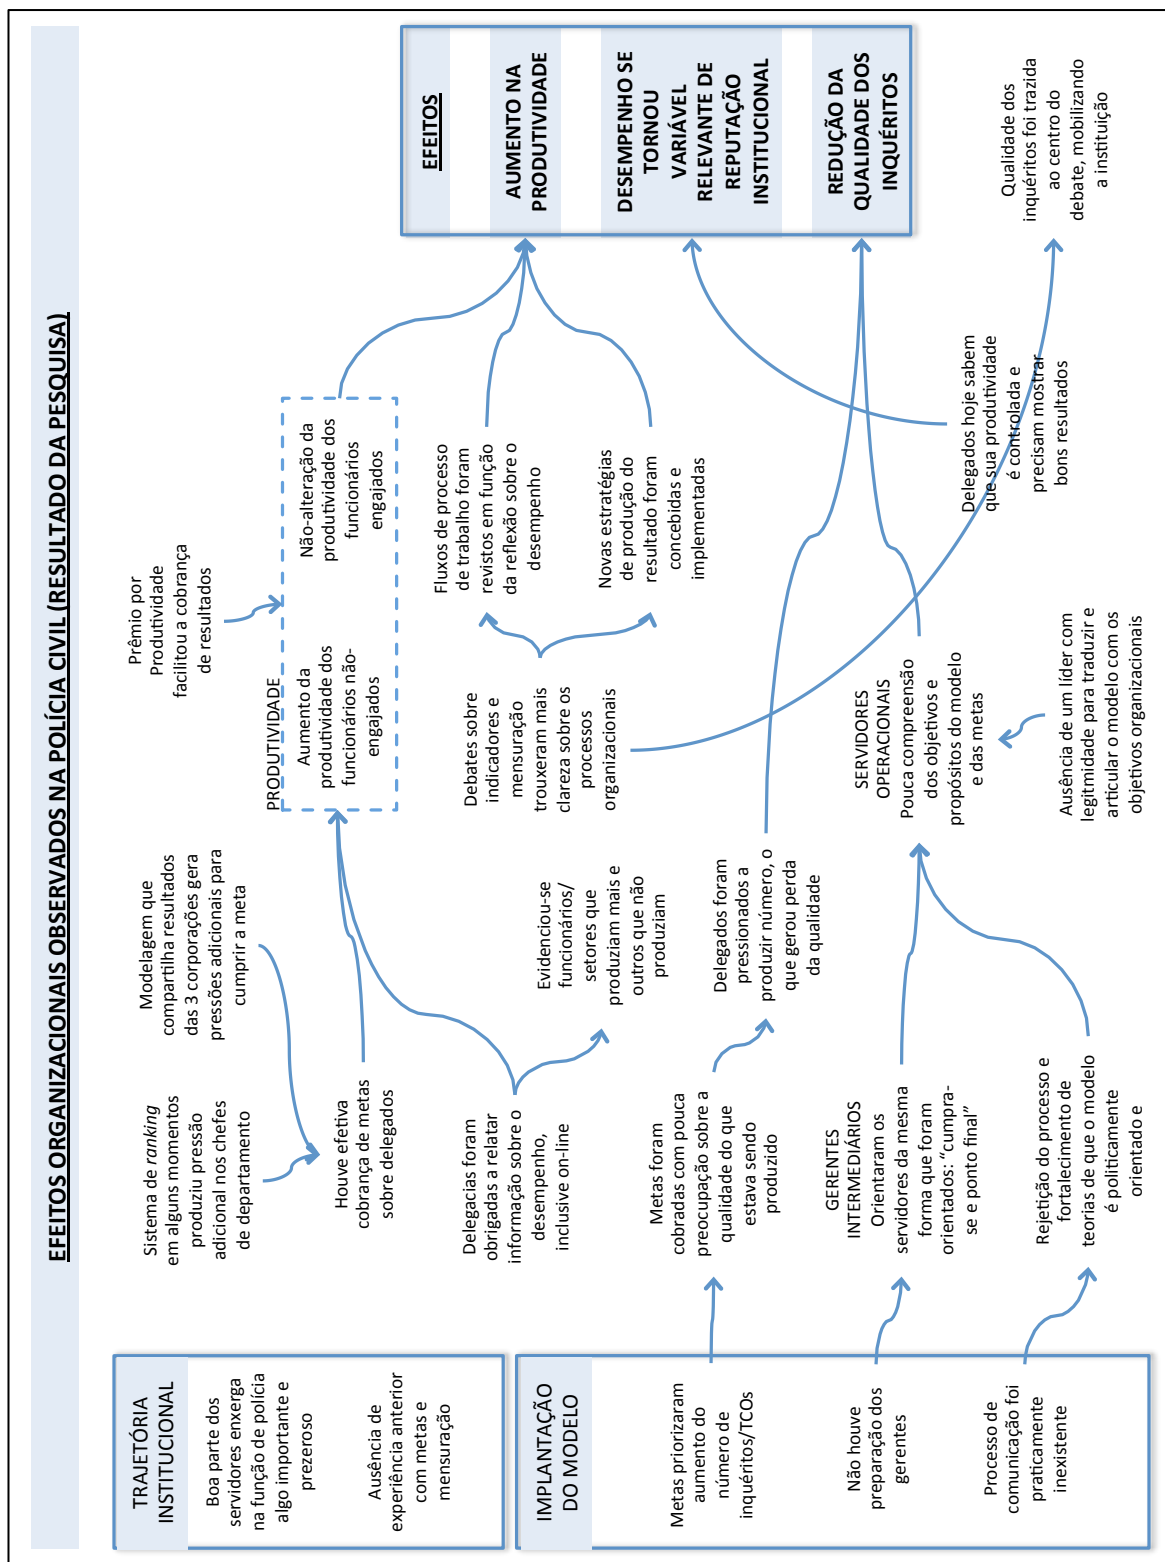 EFEITOS ORGANIZACIONAIS OBSERVADOS NA POLÍCIA CIVIL (RESULTADO DA PESQUISA)
TRAJETÓRIA
INSTITUCIONAL
Boa parte dos
servidores enxerga
na função de polícia
algo importante e
prezeroso
Ausência de
experiência anterior
com metas e
mensuração
IMPLANTAÇÃO
DO MODELO
Metas priorizaram
aumento do
número de
inquéritos/TCOs
Não houve
preparação dos
gerentes
Processo de
comunicação foi
praticamente
inexistente
Sistema de ranking
em alguns momentos
produziu pressão
adicional nos chefes
de departamento
Modelagem que
compartilha resultados
das 3 corporações gera
pressões adicionais para
cumprir a meta
Houve efetiva
cobrança de metas
sobre delegados
Delegacias foram
obrigadas a relatar
informação sobre o
desempenho,
inclusive on-line
Evidenciou-se
funcionários/
setores que
produziam mais e
outros que não
produziam
Metas foram
cobradas com pouca
preocupação sobre a
qualidade do que
estava sendo
produzido
Delegados foram
pressionados a
produzir número, o
que gerou perda
da qualidade
GERENTES
INTERMEDIÁRIOS
Orientaram os
servidores da mesma
forma que foram
orientados: “cumpra-
se e ponto final”
Rejetição do processo e
fortalecimento de
teorias de que o modelo
é politicamente
orientado e
Prêmio por
Produtividade
facilitou a cobrança
de resultados
PRODUTIVIDADE
Aumento da
produtividade dos
funcionários não-
engajados
Não-alteração da
produtividade dos
funcionários
engajados
Debates sobre
indicadores e
mensuração
trouxeram mais
clareza sobre os
processos
organizacionais
Fluxos de processo
de trabalho foram
revistos em função
da reflexão sobre o
desempenho
Novas estratégias
de produção do
resultado foram
concebidas e
implementadas
SERVIDORES
OPERACIONAIS
Pouca compreensão
dos objetivos e
propósitos do modelo
e das metas
Ausência de um líder com
legitmidade para traduzir e
articular o modelo com os
objetivos organizacionais
Delegados hoje sabem
que sua produtividade
é controlada e
precisam mostrar
bons resultados
EFEITOS
AUMENTO NA
PRODUTIVIDADE
DESEMPENHO SE
TORNOU
VARIÁVEL
RELEVANTE DE
REPUTAÇÃO
INSTITUCIONAL
REDUÇÃO DA
QUALIDADE DOS
INQUÉRITOS
Qualidade dos
inquéritos foi trazida
ao centro do
debate, mobilizando
a instituição